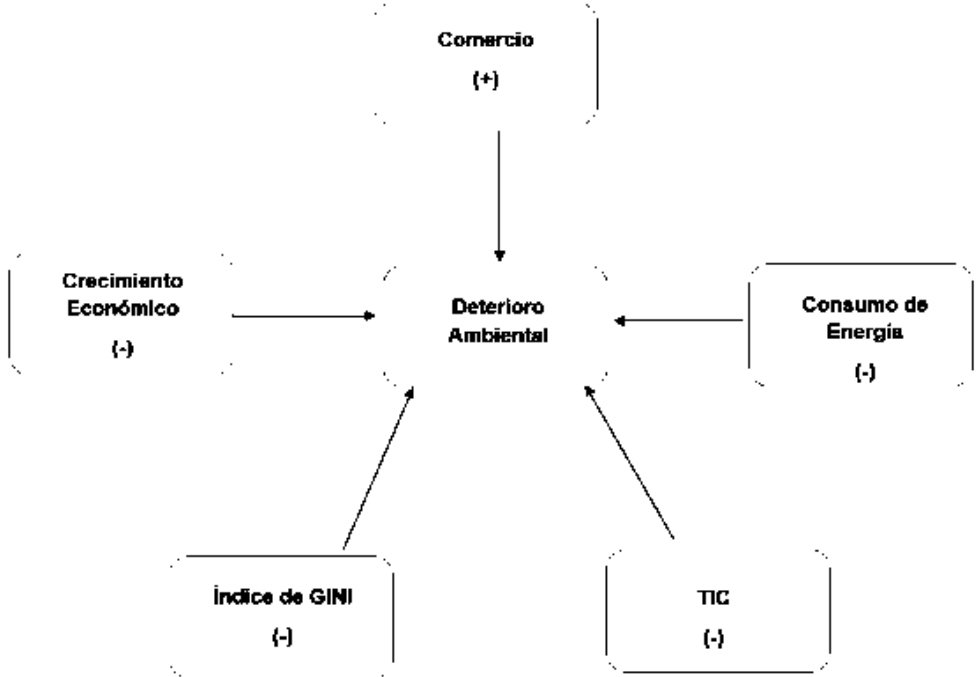 Comercio
(+)
Crecimiento
Económico
(-)
Deterioro
Ambiental
Consumo de
Energía
(-)
Índice de GINI
(-)
TIC
(-)